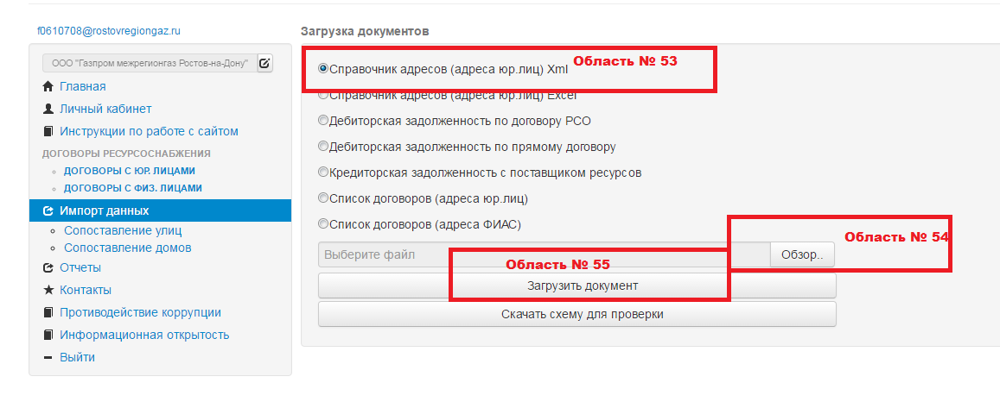 f0610708@rostovregiongaz.ru
ООО "Газпром межрегионгаз Ростов-на-Дону"
Главная
Личный кабинет
Инструкции по работе с сайтом
ДОГОВОРЫ РЕСУРСОСНАБЖЕНИЯ
ДОГОВОРЫ С ЮР. ЛИЦАМИ
ДОГОВОРЫ С ФИЗ. ЛИЦАМИ
Импорт данных
Сопоставление улиц
Сопоставление домов
Отчеты
Контакты
Противодействие коррупции
Информационная открытость
Выйти
Загрузка документов
Справочник адресов (адреса юр.лиц) Xml
Область № 53
Справочник адресов (адреса юр.лиц) Excel
Дебиторская задолженность по договору РСО
Дебиторская задолженность по прямому договору
Кредиторская задолженность с поставщиком ресурсов
Список договоров (адреса юр.лиц)
Список договоров (адреса ФИАС)
Область № 54
Выберите файл
Обзор..
Область № 55
Загрузить документ
Скачать схему для проверки